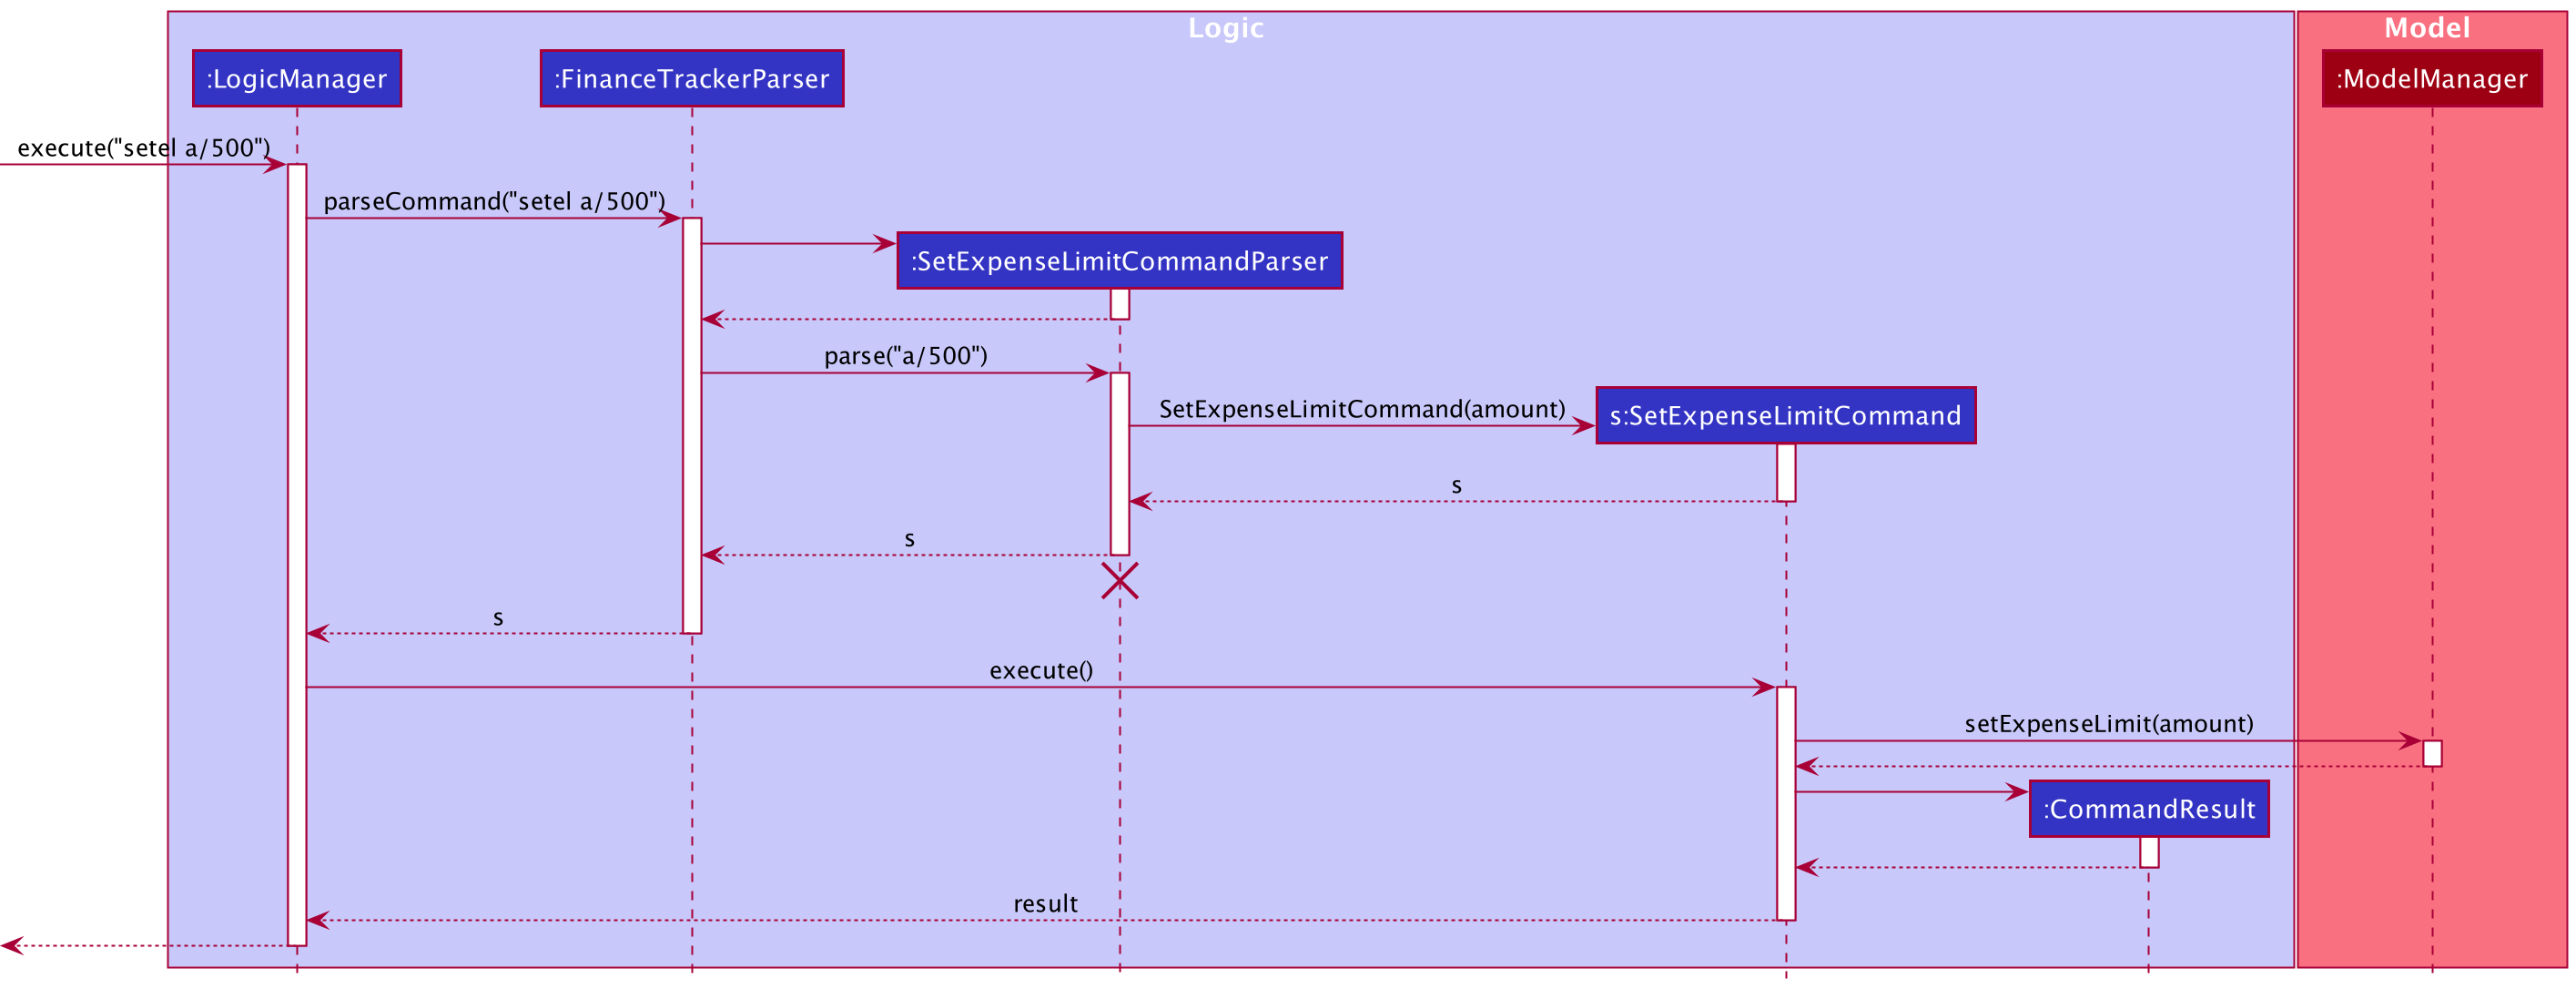 Logic
Model
:LogicManager
:FinanceTrackerParser
:ModelManager
execute("setel a/500")
parseCommand("setel a/500")
:SetExpenseLimitCommandParser
parse("a/500")
SetExpenseLimitCommand(amount)
s:SetExpenseLimitCommand
s
s
s
execute()
setExpenseLimit(amount)
:CommandResult
result